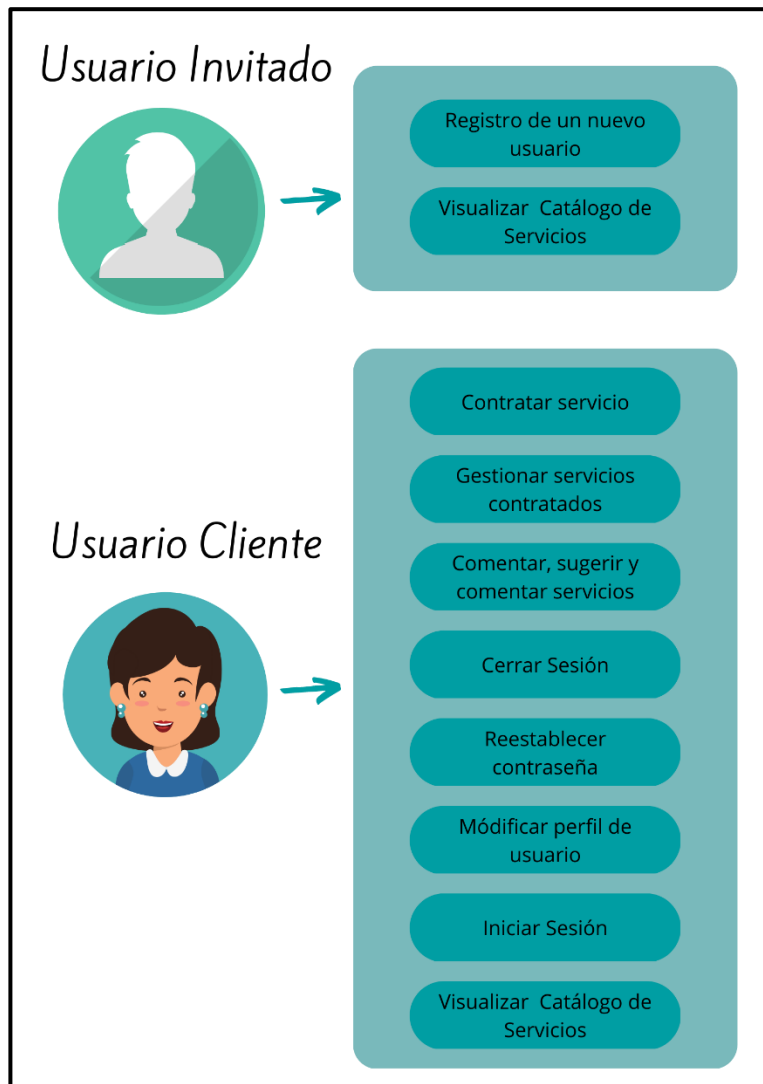 Usuario Invitado
Registro de un nuevo
usuario
Visualizar Catálogo de
Servicios
Usuario Cliente
Contratar servicio
Gestionar servicios
contratados
Comentar, sugerir y
comentar servicios
Cerrar Sesión
Reestablecer
contraseña
Módificar perfil de
usuario
Iniciar Sesión
Visualizar Catálogo de
Servicios